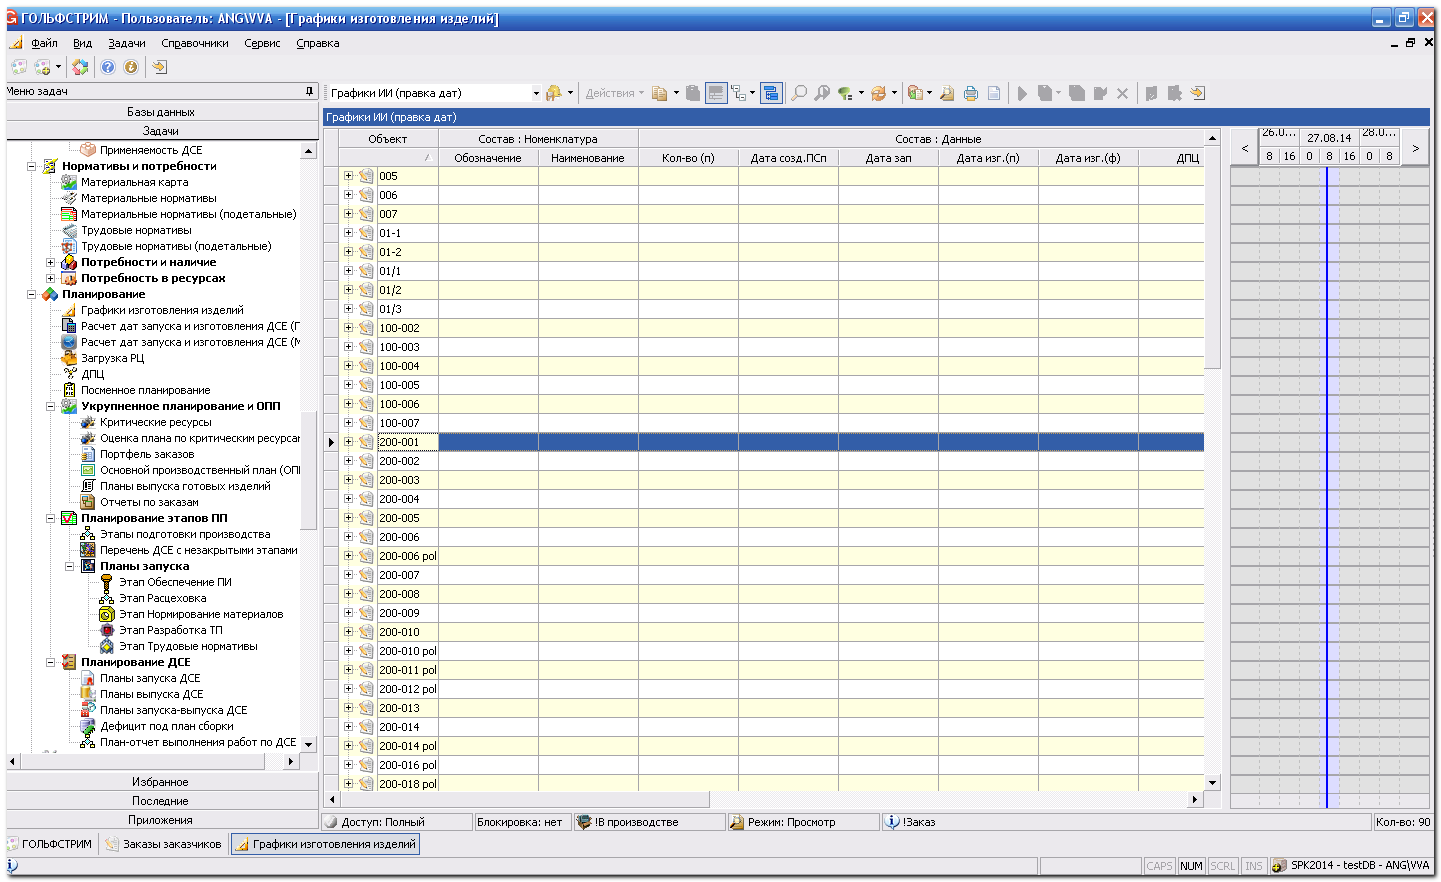 ГОЛЬФСТРИМ - Пользователь: ANG\VVA - [Графики изготовления изделий]
Файл Вид Задачи Справочники Сервис Справка
Меню задач
Базы данных
Задачи
Применяемость ДСЕ
Нормативы и потребности
Материальная карта
Материальные нормативы
Материальные нормативы (подетальные)
Трудовые нормативы
Трудовые нормативы (подетальные)
Потребности и наличие
Потребность в ресурсах
Планирование
Графики изготовления изделий
Расчет дат запуска и изготовления ДСЕ (Г
Расчет дат запуска и изготовления ДСЕ (М
Загрузка РЦ
ДПЦ
Посменное планирование
Укрупненное планирование и ОПП
Критические ресурсы
Оценка плана по критическим ресурсам
Портфель заказов
Основной производственный план (ОПП
Планы выпуска готовых изделий
Отчеты по заказам
Планирование этапов ПП
Этапы подготовки производства
Перечень ДСЕ с незакрытыми этапами
Планы запуска
Этап Обеспечение ПИ
Этап Расцеховка
Этап Нормирование материалов
Этап Разработка ТП
Этап Трудовые нормативы
Планирование ДСЕ
Планы запуска ДСЕ
Планы выпуска ДСЕ
Планы запуска-выпуска ДСЕ
Дефицит под план сборки
План-отчет выполнения работ по ДСЕ
Избранное
Последние
Приложения
Графики ИИ (правка дат) Действия
Графики ИИ (правка дат)
Объект Состав : Номенклатура Состав : Данные
Обозначение Наименование Кол-во (п) Дата созд.ПСп Дата зап Дата изг.(п) Дата изг.(ф) ДПЦ
005
006
007
01-1
01-2
01/1
01/2
01/3
100-002
100-003
100-004
100-005
100-006
100-007
200-001
200-002
200-003
200-004
200-005
200-006
200-006 pol
200-007
200-008
200-009
200-010
200-010 pol
200-011 pol
200-012 pol
200-013
200-014
200-014 pol
200-016 pol
200-018 pol
< 26.0... 27.08.14 28.0... >
8 16 0 8 16 0 8
Доступ: Полный Блокировка: нет !В производстве Режим: Просмотр !Заказ Кол-во: 90
ГОЛЬФСТРИМ Заказы заказчиков Графики изготовления изделий
CAPS NUM SCRL INS SPK2014 - testDB - ANG\VVA